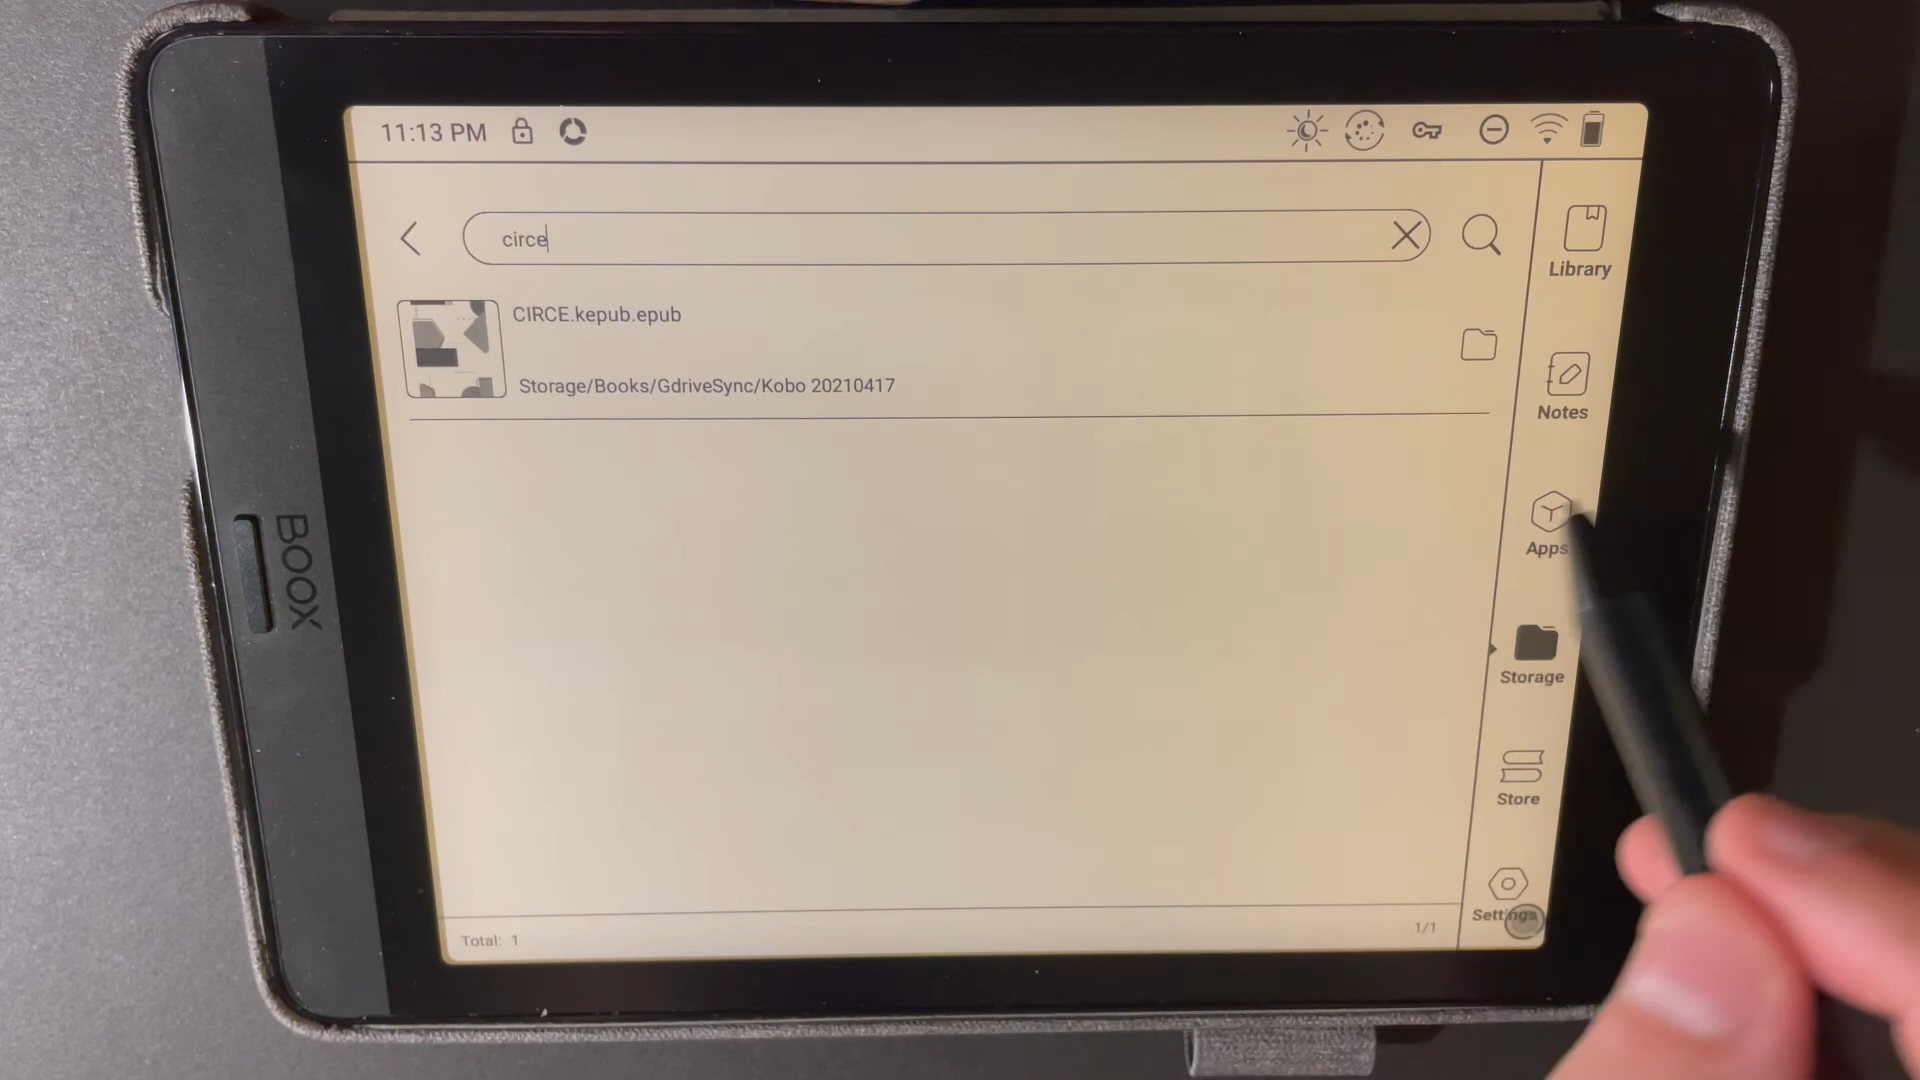 11:13 PM
circe
CIRCE.kepub.epub
Storage/Books/GdriveSync/Kobo 20210417
Library
Notes
Apps
Storage
Store
Settings
Total: 1
1/1
BOOX